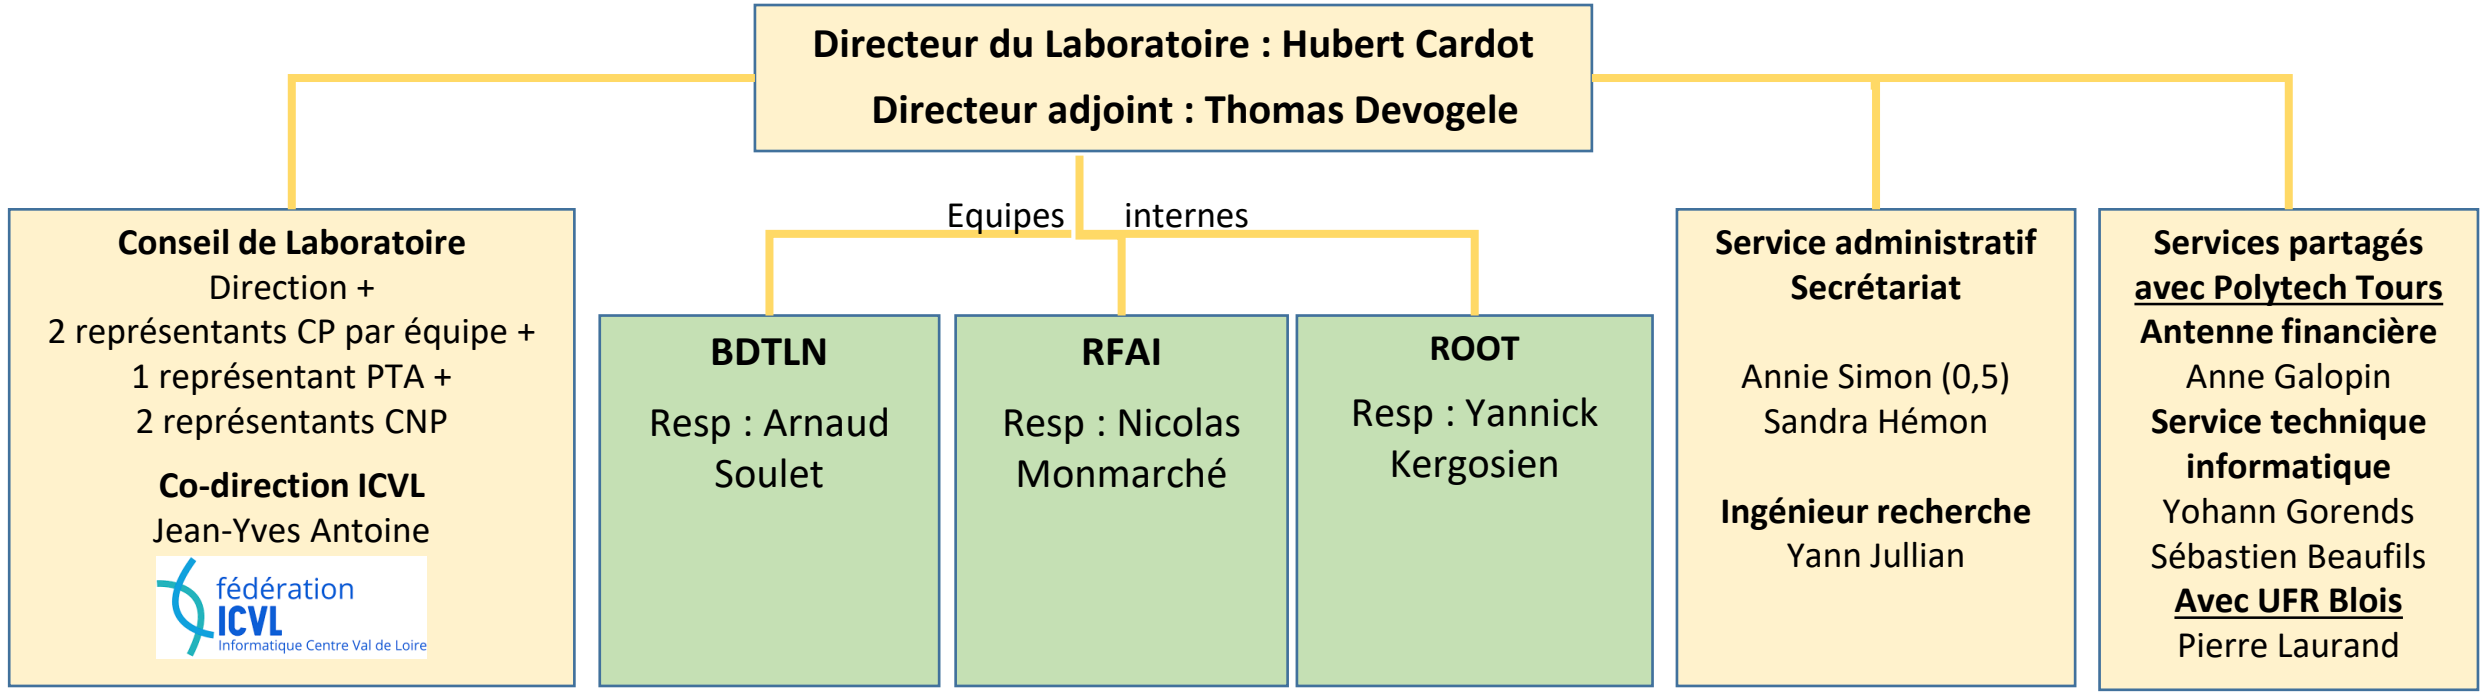 Directeur du Laboratoire : Hubert Cardot
Directeur adjoint : Thomas Devogele
Equipes internes
Conseil de Laboratoire
Direction +
2 représentants CP par équipe +
1 représentant PTA +
2 représentants CNP
Co-direction ICVL
Jean-Yves Antoine
fédération
ICVL
Informatique Centre Val de Loire
BDTLN
Resp : Arnaud
Soulet
RFAI
Resp : Nicolas
Monmarché
ROOT
Resp : Yannick
Kergosien
Service administratif
Secrétariat
Annie Simon (0,5)
Sandra Hémon
Ingénieur recherche
Yann Jullian
Services partagés
avec Polytech Tours
Antenne financière
Anne Galopin
Service technique
informatique
Yohann Gorends
Sébastien Beaufils
Avec UFR Blois
Pierre Laurand